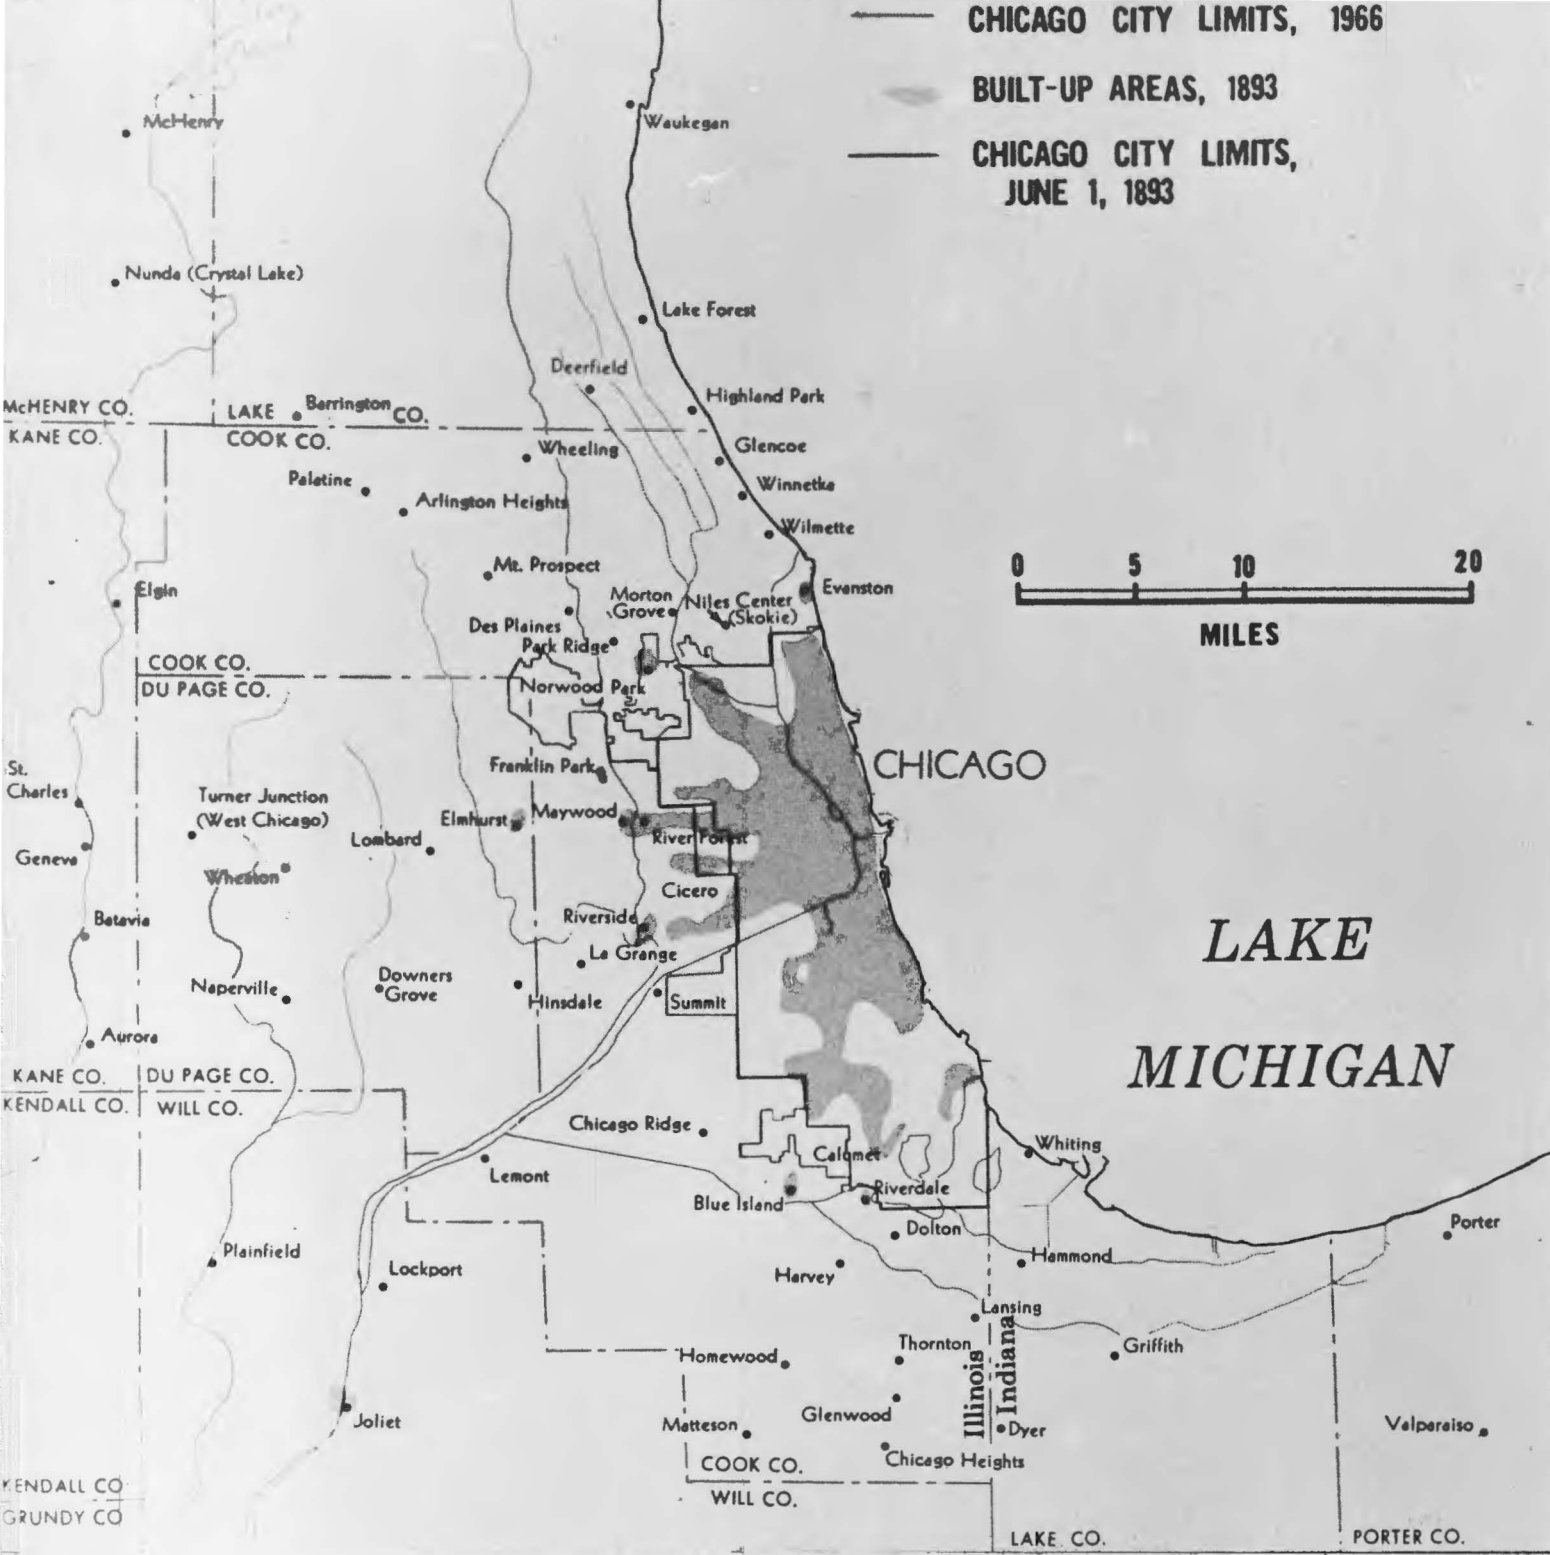 CHICAGO CITY LIMITS, 1966
BUILT-UP AREAS, 1893
CHICAGO CITY LIMITS,
JUNE 1, 1893
McHenry
Waukegan
Nunda (Crystal Lake)
Lake Forest
Deerfield
Highland Park
McHENRY CO.
LAKE CO.
Barrington
KANE CO.
COOK CO.
Wheeling
Glencoe
Palatine
Winnetka
Arlington Heights
Wilmette
Mt. Prospect
0 5 10 20
MILES
Elgin
Evanston
Morton
Grove
Niles Center
(Skokie)
Des Plaines
Park Ridge
COOK CO.
DU PAGE CO.
Norwood Park
CHICAGO
Franklin Park
St.
Charles
Turner Junction
(West Chicago)
Elmhurst
Maywood
River Forest
Lombard
Geneva
Wheaton
Cicero
Batavia
Riverside
LAKE
MICHIGAN
La Grange
Downers
Grove
Naperville
Hinsdale
Summit
Aurora
KANE CO.
DU PAGE CO.
KENDALL CO.
WILL CO.
Chicago Ridge
Whiting
Calumet
Lemont
Riverdale
Blue Island
Dolton
Porter
Plainfield
Hammond
Lockport
Harvey
Lansing
Thornton
Griffith
Homewood
Illinois
Indiana
Glenwood
Joliet
Matteson
Dyer
Valparaiso
Chicago Heights
COOK CO.
WILL CO.
KENDALL CO
GRUNDY CO
LAKE CO.
PORTER CO.